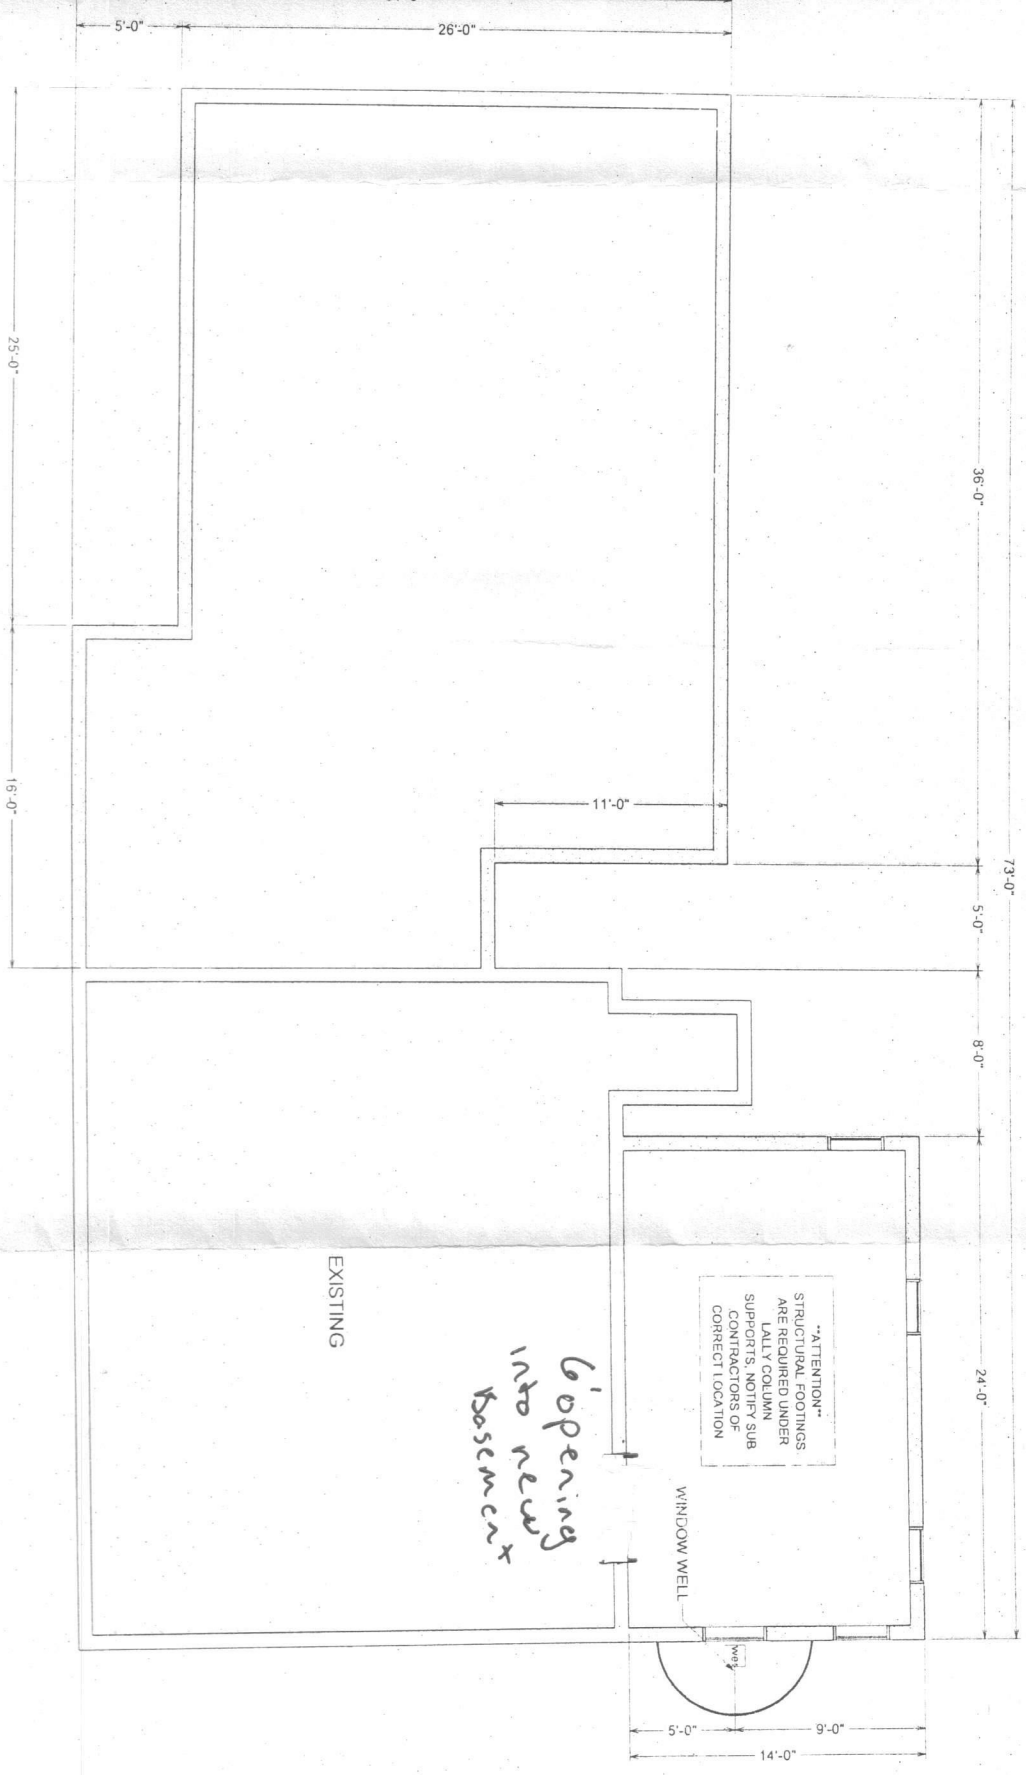 5'-0"
26'-0"
36'-0"
73'-0"
5'-0"
8'-0"
24'-0"
11'-0"
25'-0"
16'-0"
EXISTING
6' opening
into new
Basement
**ATTENTION**
STRUCTURAL FOOTINGS
ARE REQUIRED UNDER
LALLY COLUMN
SUPPORTS, NOTIFY SUB
CONTRACTORS OF
CORRECT LOCATION
WINDOW WELL
5'-0"
9'-0"
14'-0"